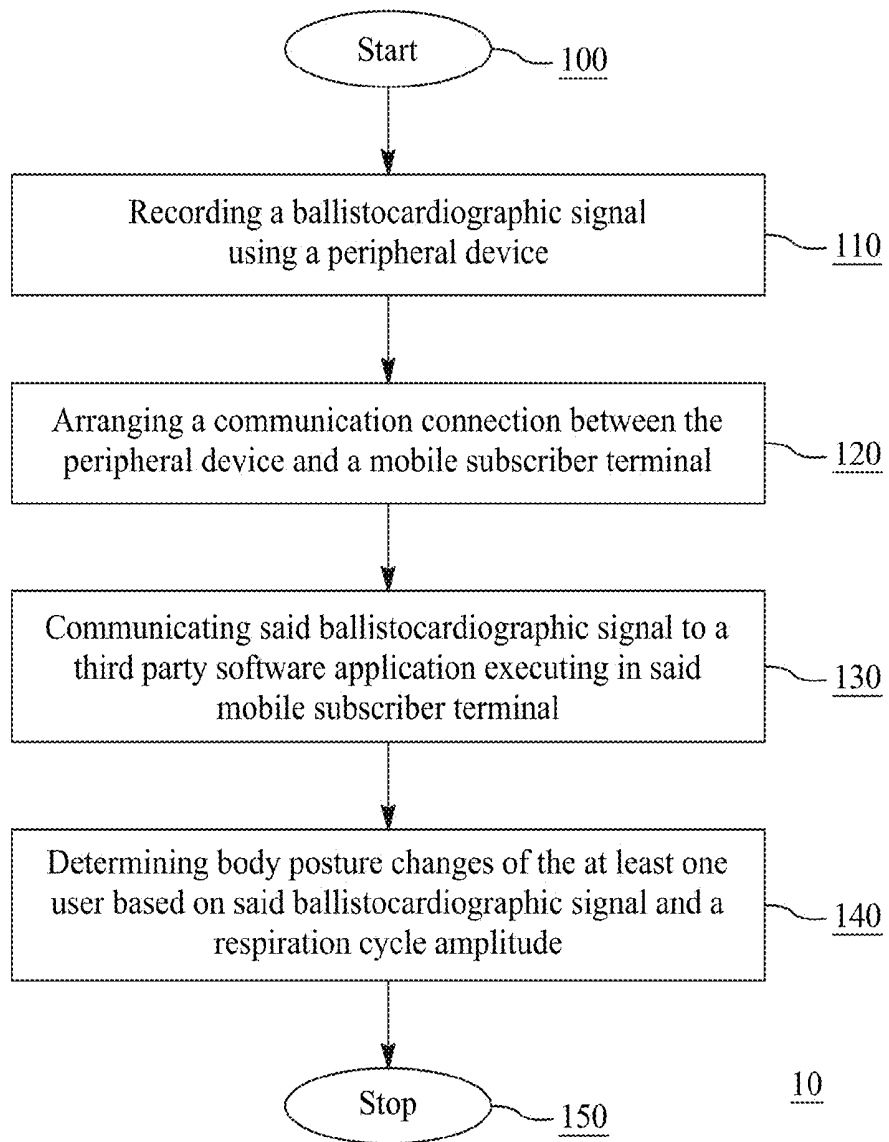 Start
100
Recording a ballistocardiographic signal
using a peripheral device
110
Arranging a communication connection between the
peripheral device and a mobile subscriber terminal
120
Communicating said ballistocardiographic signal to a
third party software application executing in said
mobile subscriber terminal
130
Determining body posture changes of the at least one
user based on said ballistocardiographic signal and a
respiration cycle amplitude
140
Stop
150
10